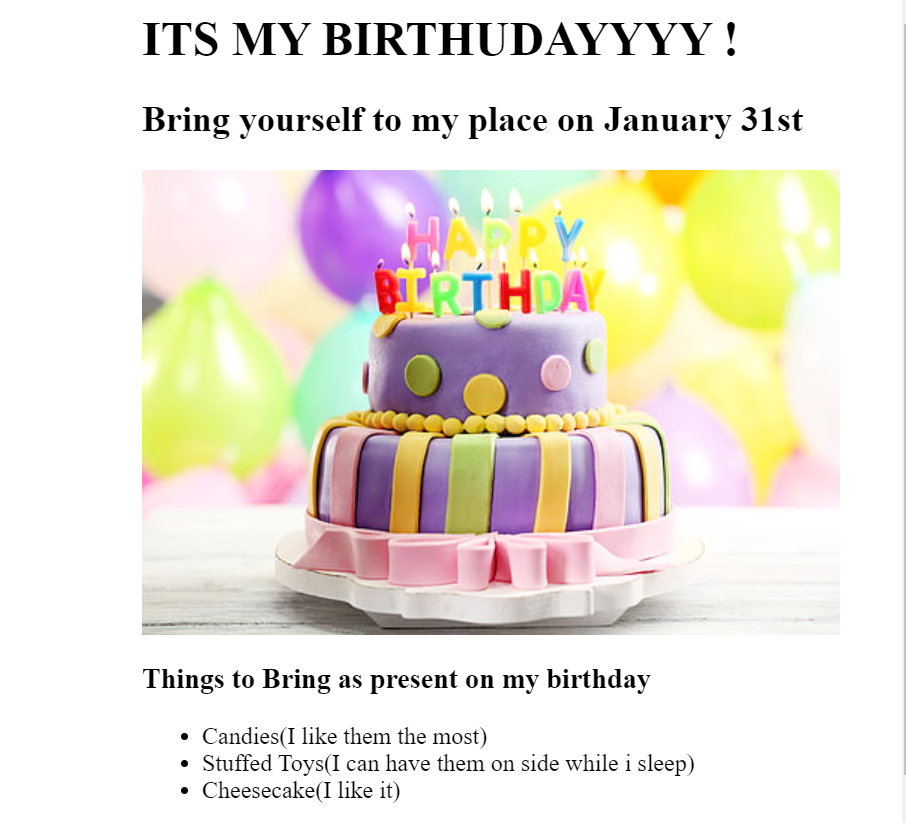 ITS MY BIRTHUDAYYYY !
Bring yourself to my place on January 31st
HAPPY
BIRTHDAY
Things to Bring as present on my birthday
Candies(I like them the most)
Stuffed Toys(I can have them on side while i sleep)
Cheesecake(I like it)